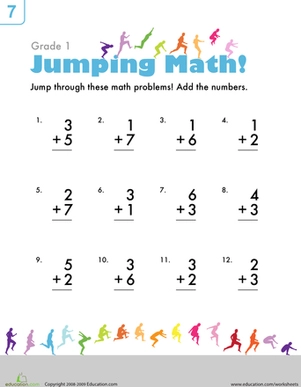 7
Grade 1
Jumping Math!
Jump through these math problems! Add the numbers.
1. 3 2. 1 3. 1 4. 1
+ 5 + 7 + 6 + 2
5. 2 6. 3 7. 6 8. 4
+ 7 + 1 + 3 + 3
9. 5 10. 3 11. 3 12. 2
+ 2 + 6 + 2 + 3
education.com Copyright 2008-2009 Education.com www.education.com/worksheets